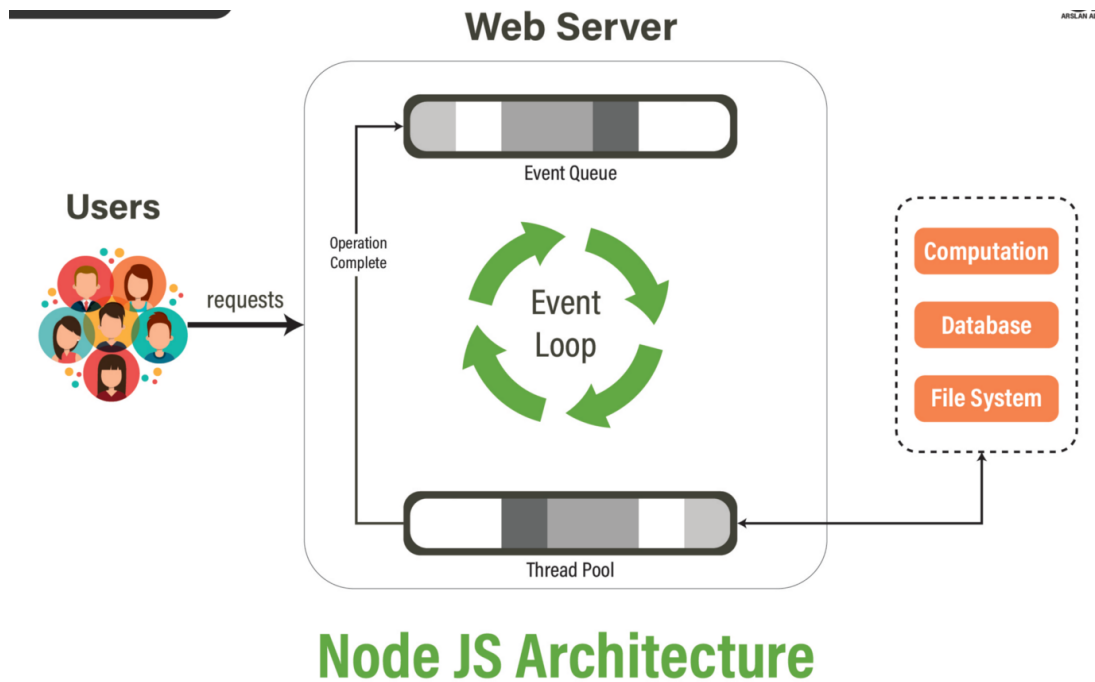 Web Server
ARSLAN
Event Queue
Users
Operation
Complete
requests
Event
Loop
Computation
Database
File System
Thread Pool
Node JS Architecture